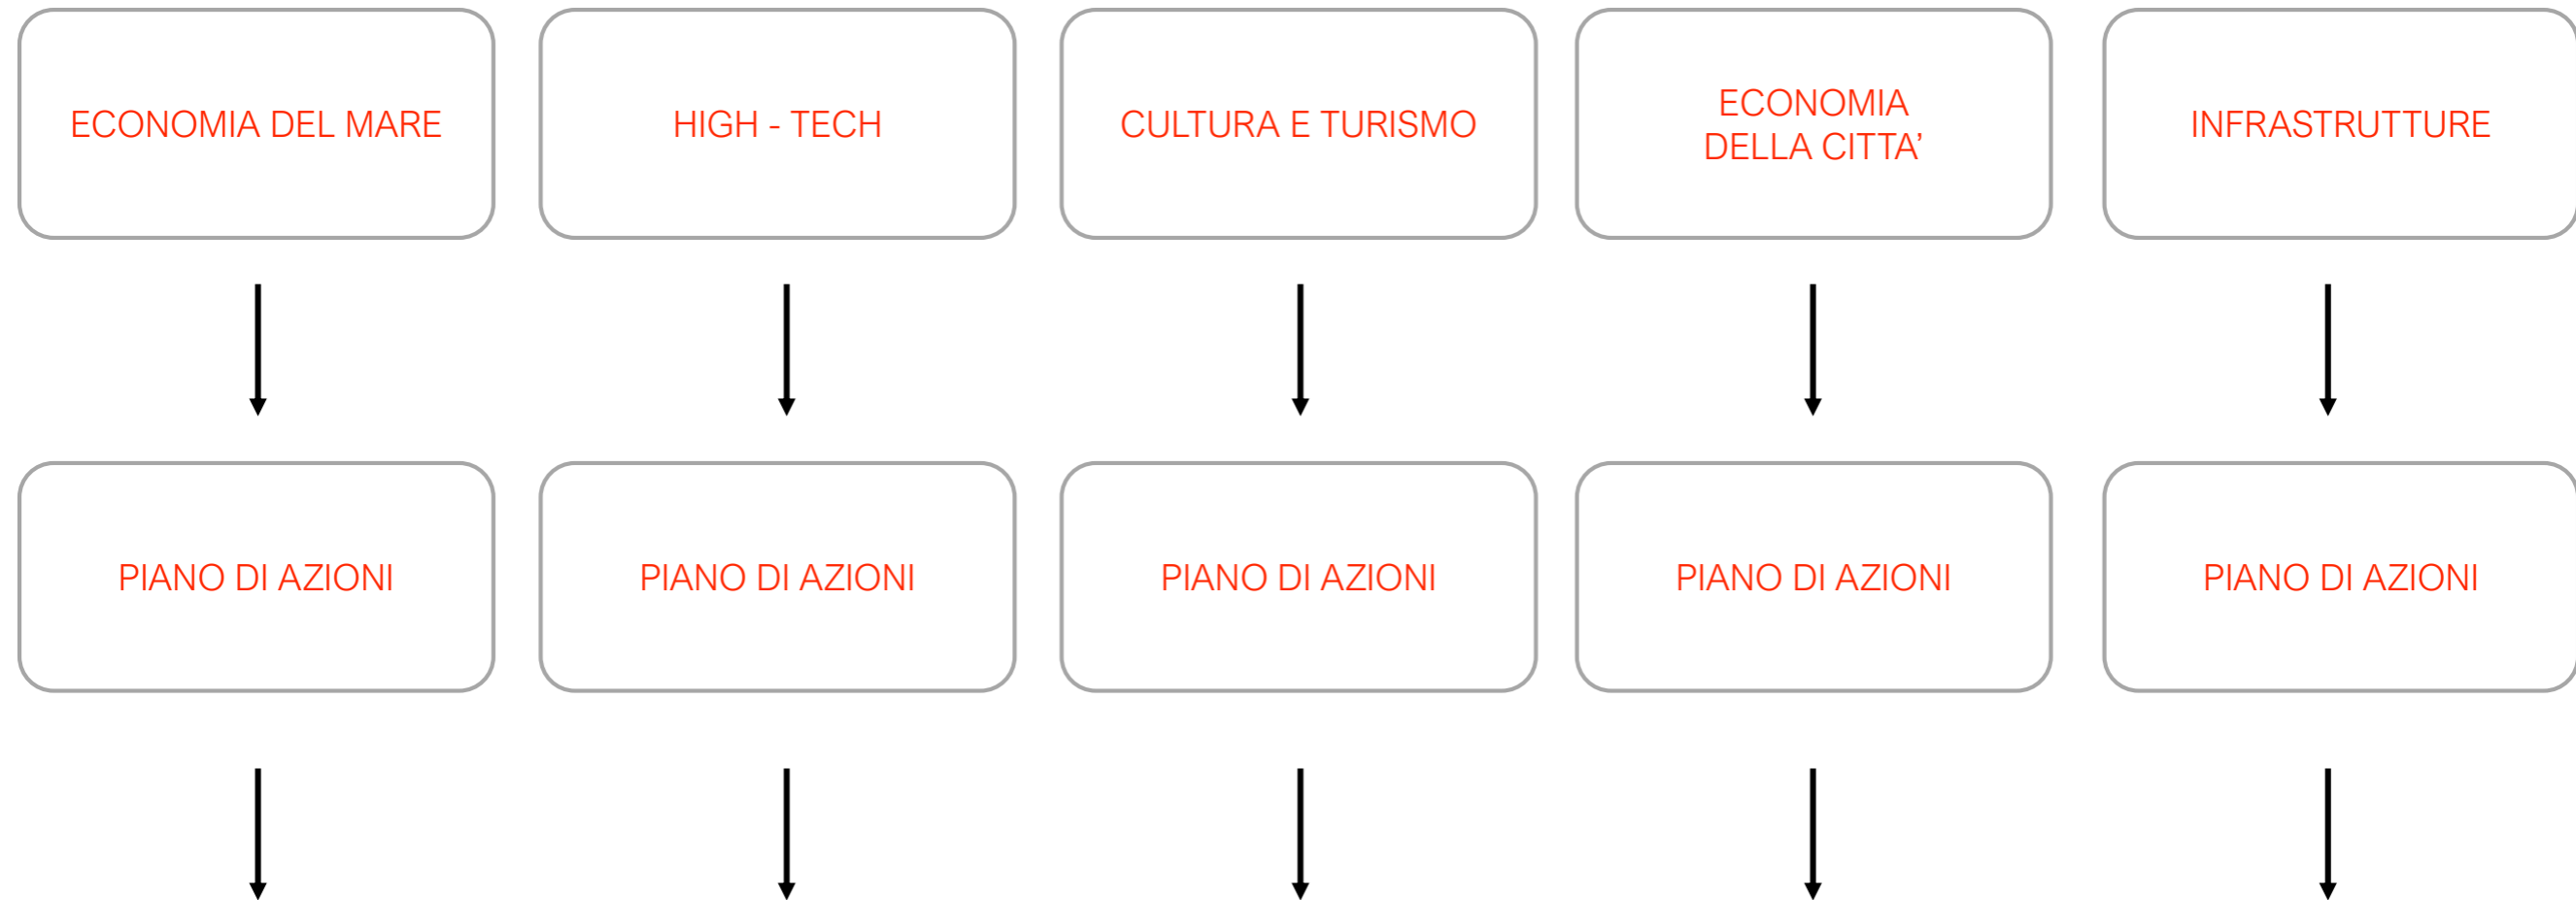 ECONOMIA DEL MARE
HIGH - TECH
CULTURA E TURISMO
ECONOMIA
DELLA CITTA’
INFRASTRUTTURE
PIANO DI AZIONI
PIANO DI AZIONI
PIANO DI AZIONI
PIANO DI AZIONI
PIANO DI AZIONI